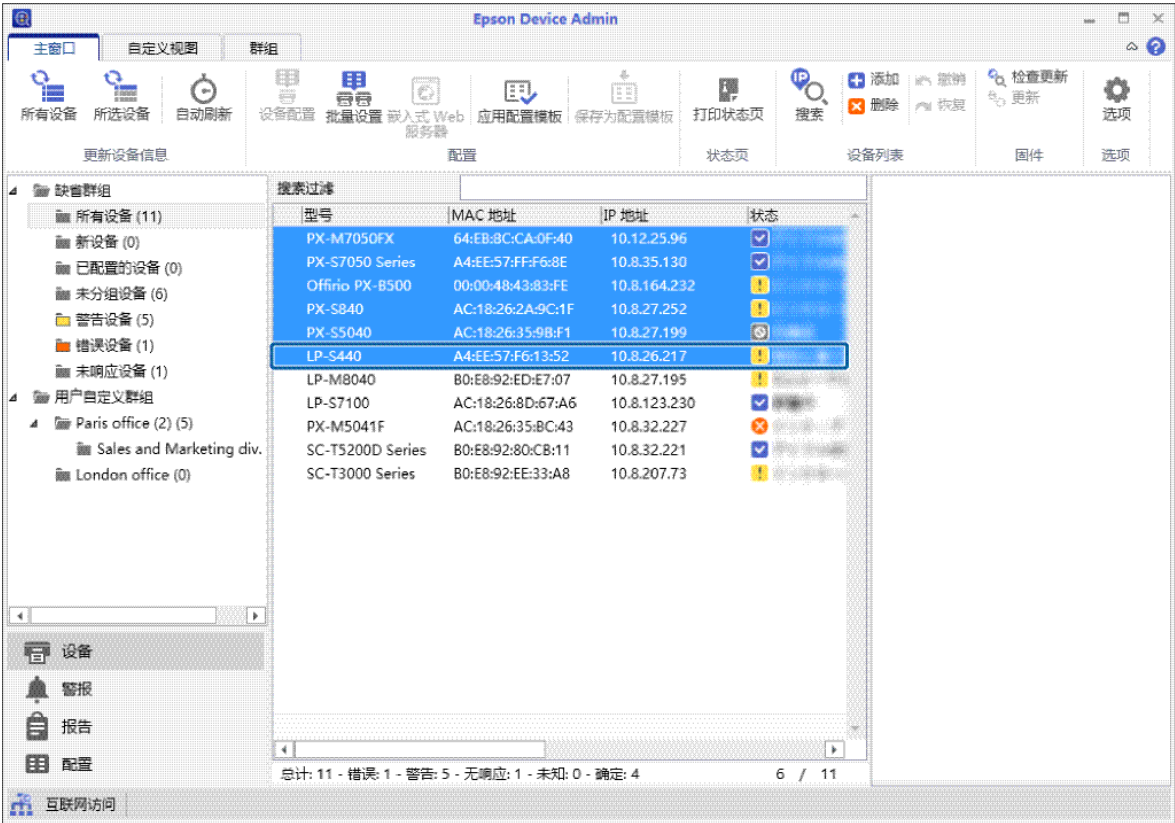 Epson Device Admin
主窗口 自定义视图 群组
所有设备 所选设备 自动刷新 设备配置 批量设置 嵌入式 Web 服务器 应用配置模板 保存为配置模板 打印状态页 搜索 添加 删除 撤销 恢复 检查更新 更新 选项
更新设备信息 配置 状态页 设备列表 固件 选项
缺省群组
所有设备 (11)
新设备 (0)
已配置的设备 (0)
未分组设备 (6)
警告设备 (5)
错误设备 (1)
未响应设备 (1)
用户自定义群组
Paris office (2) (5)
Sales and Marketing div.
London office (0)
设备
警报
报告
配置
搜索过滤
型号 MAC 地址 IP 地址 状态
PX-M7050FX 64:EB:8C:CA:0F:40 10.12.25.96
PX-S7050 Series A4:EE:57:FF:F6:8E 10.8.35.130
Offirio PX-B500 00:00:48:43:83:FE 10.8.164.232
PX-S840 AC:18:26:2A:9C:1F 10.8.27.252
PX-S5040 AC:18:26:35:9B:F1 10.8.27.199
LP-S440 A4:EE:57:F6:13:52 10.8.26.217
LP-M8040 B0:E8:92:ED:E7:07 10.8.27.195
LP-S7100 AC:18:26:8D:67:A6 10.8.123.230
PX-M5041F AC:18:26:35:BC:43 10.8.32.227
SC-T5200D Series B0:E8:92:80:CB:11 10.8.32.221
SC-T3000 Series B0:E8:92:EE:33:A8 10.8.207.73
总计: 11 - 错误: 1 - 警告: 5 - 无响应: 1 - 未知: 0 - 确定: 4 6 / 11
互联网访问